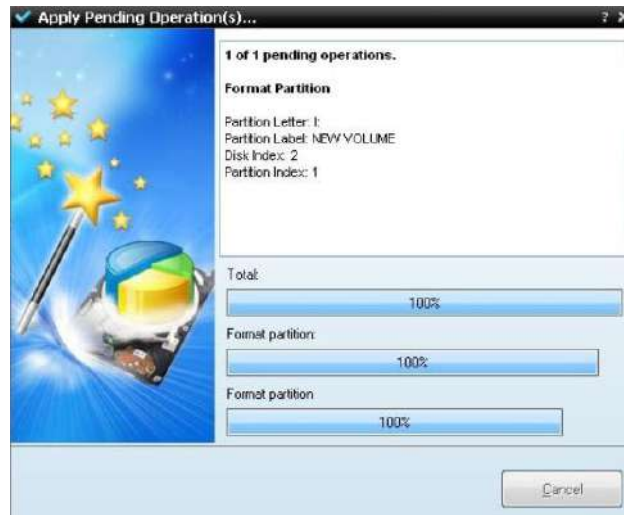 Apply Pending Operation(s)...
1 of 1 pending operations.
Format Partition
Partition Letter: I:
Partition Label: NEW VOLUME
Disk Index: 2
Partition Index: 1
Total:
100%
Format partition:
100%
Format partition
100%
Cancel